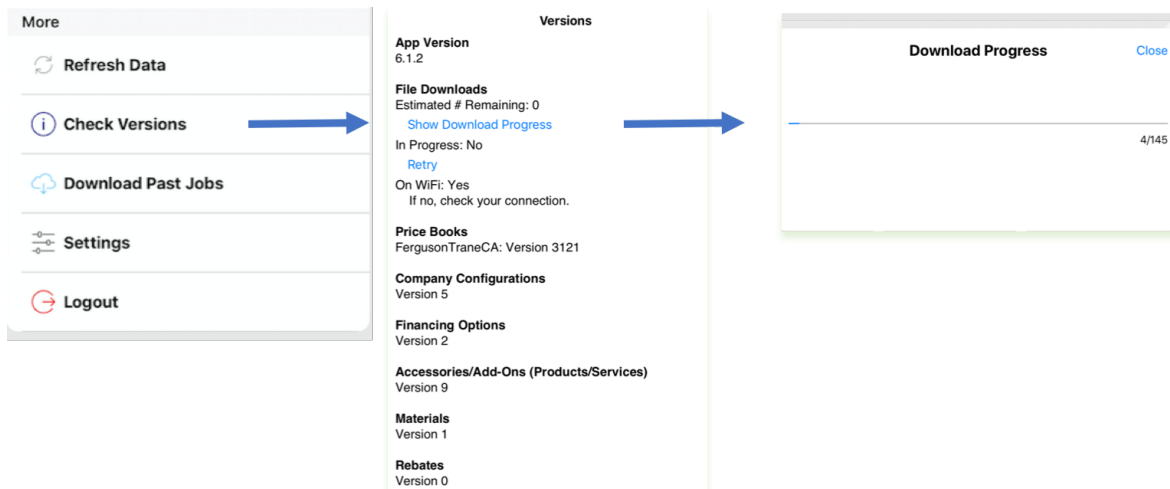 More
Refresh Data
Check Versions
Download Past Jobs
Settings
Logout
Versions
App Version
6.1.2
File Downloads
Estimated # Remaining: 0
Show Download Progress
In Progress: No
Retry
On WiFi: Yes
If no, check your connection.
Price Books
FergusonTraneCA: Version 3121
Company Configurations
Version 5
Financing Options
Version 2
Accessories/Add-Ons (Products/Services)
Version 9
Materials
Version 1
Rebates
Version 0
Download Progress
Close
4/145